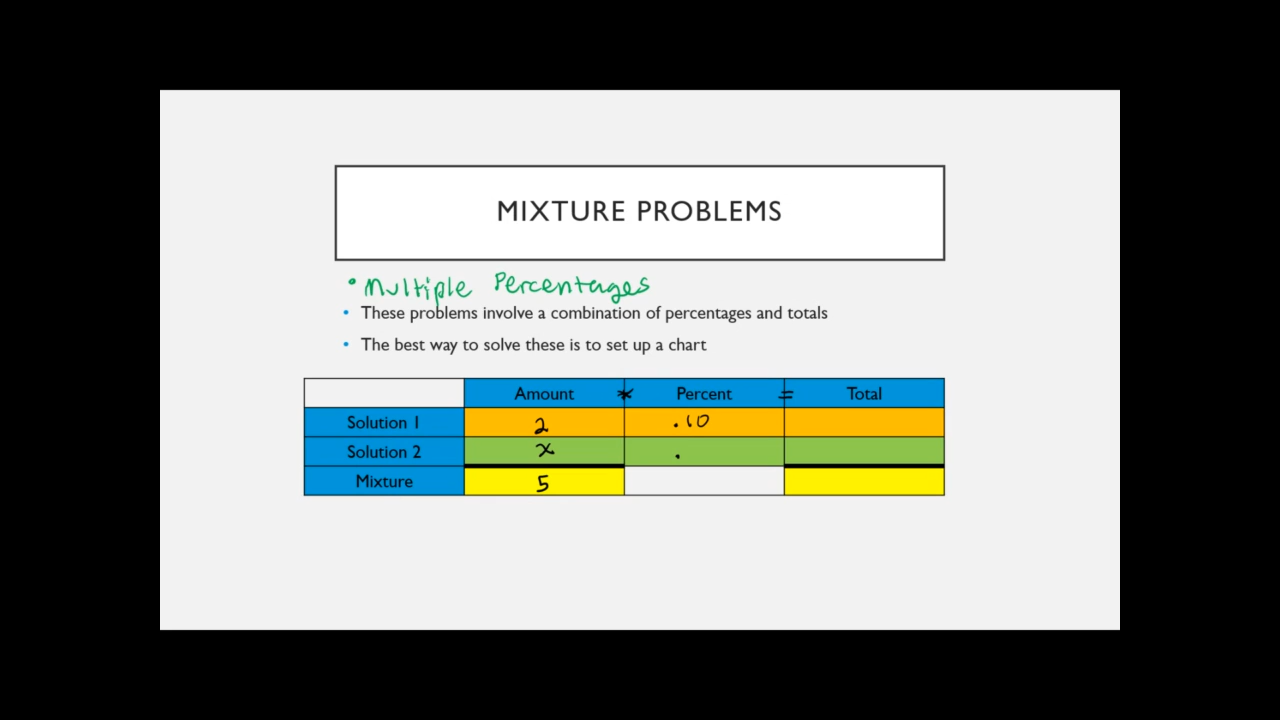 MIXTURE PROBLEMS
• Multiple Percentages
• These problems involve a combination of percentages and totals
• The best way to solve these is to set up a chart
Amount * Percent = Total
Solution 1 2 .10
Solution 2 x .
Mixture 5